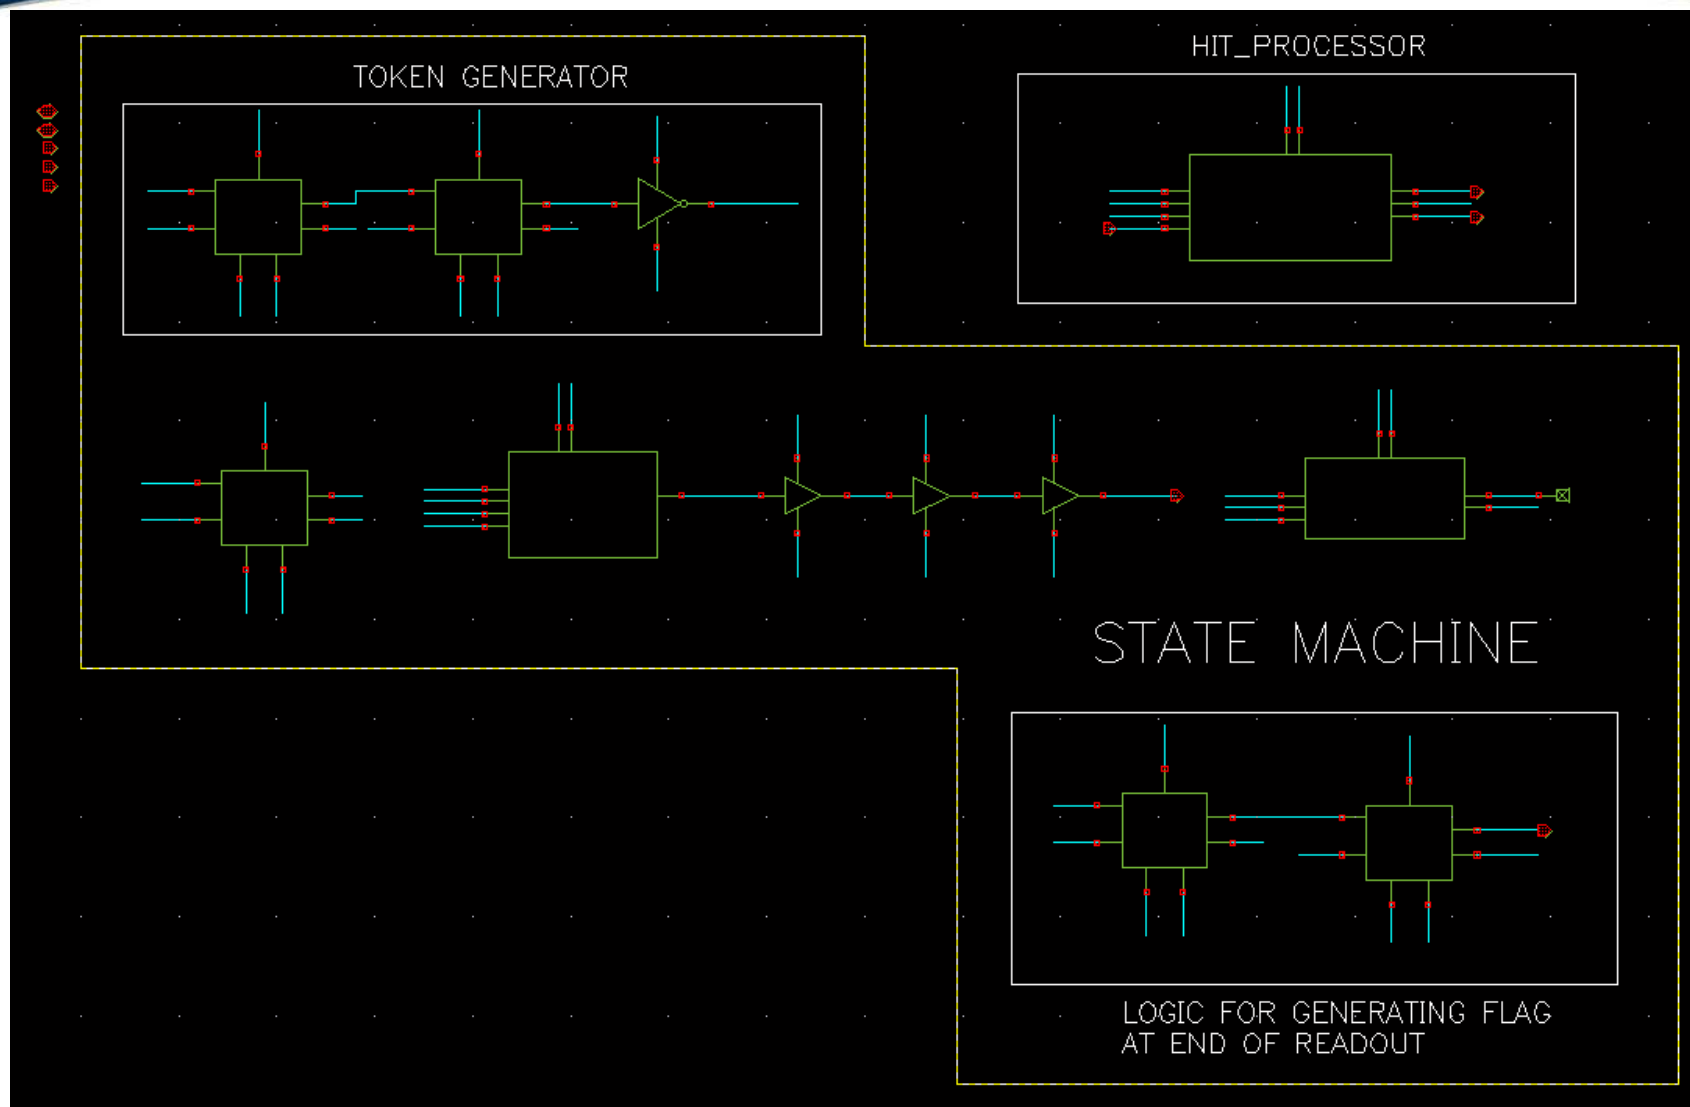 TOKEN GENERATOR
HIT_PROCESSOR
STATE MACHINE
LOGIC FOR GENERATING FLAG
AT END OF READOUT